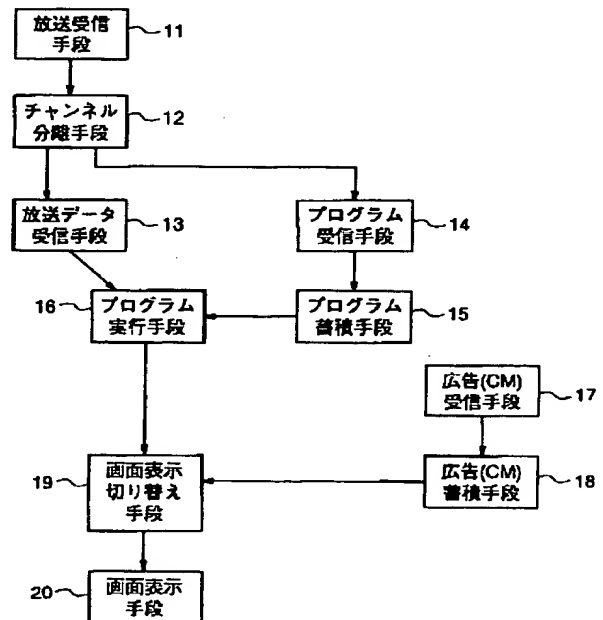 放送受信
手段
11
チャンネル
分離手段
12
放送データ
受信手段
13
プログラム
受信手段
14
16
プログラム
実行手段
プログラム
蓄積手段
15
広告(CM)
受信手段
17
19
画面表示
切り替え
手段
広告(CM)
蓄積手段
18
20
画面表示
手段